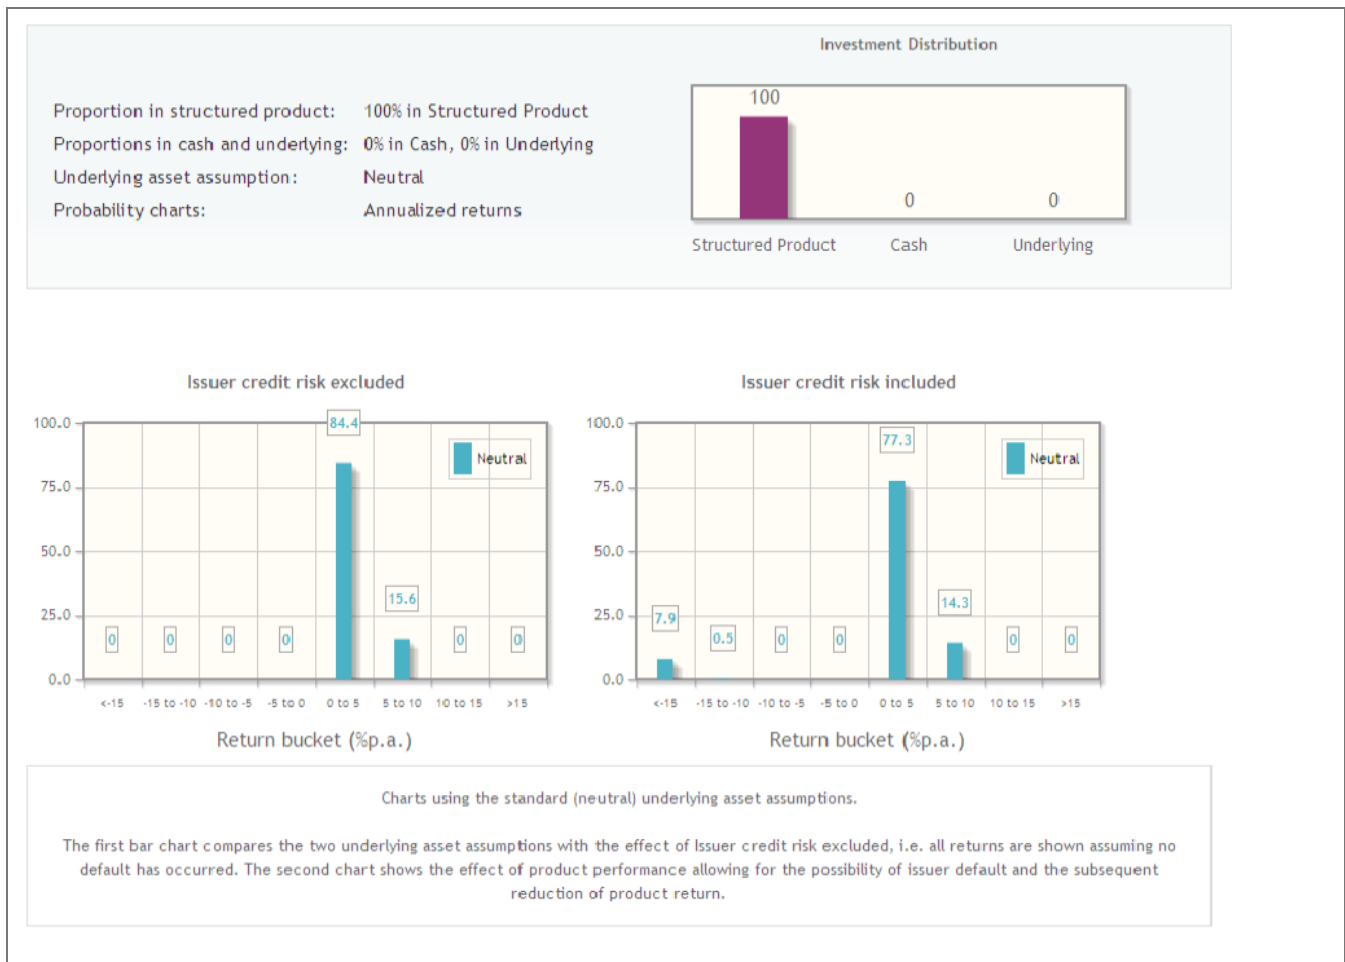 Investment Distribution
Proportion in structured product: 100% in Structured Product
Proportions in cash and underlying: 0% in Cash, 0% in Underlying
Underlying asset assumption: Neutral
Probability charts: Annualized returns
100
0
0
Structured Product Cash Underlying
Issuer credit risk excluded
100.0
75.0
50.0
25.0
0.0
84.4
Neutral
15.6
0 0 0 0 0 0
<-15 -15 to -10 -10 to -5 -5 to 0 0 to 5 5 to 10 10 to 15 >15
Return bucket (%p.a.)
Issuer credit risk included
100.0
75.0
50.0
25.0
0.0
77.3
Neutral
14.3
7.9
0.5 0 0 0 0
<-15 -15 to -10 -10 to -5 -5 to 0 0 to 5 5 to 10 10 to 15 >15
Return bucket (%p.a.)
Charts using the standard (neutral) underlying asset assumptions.
The first bar chart compares the two underlying asset assumptions with the effect of Issuer credit risk excluded, i.e. all returns are shown assuming no
default has occurred. The second chart shows the effect of product performance allowing for the possibility of issuer default and the subsequent
reduction of product return.